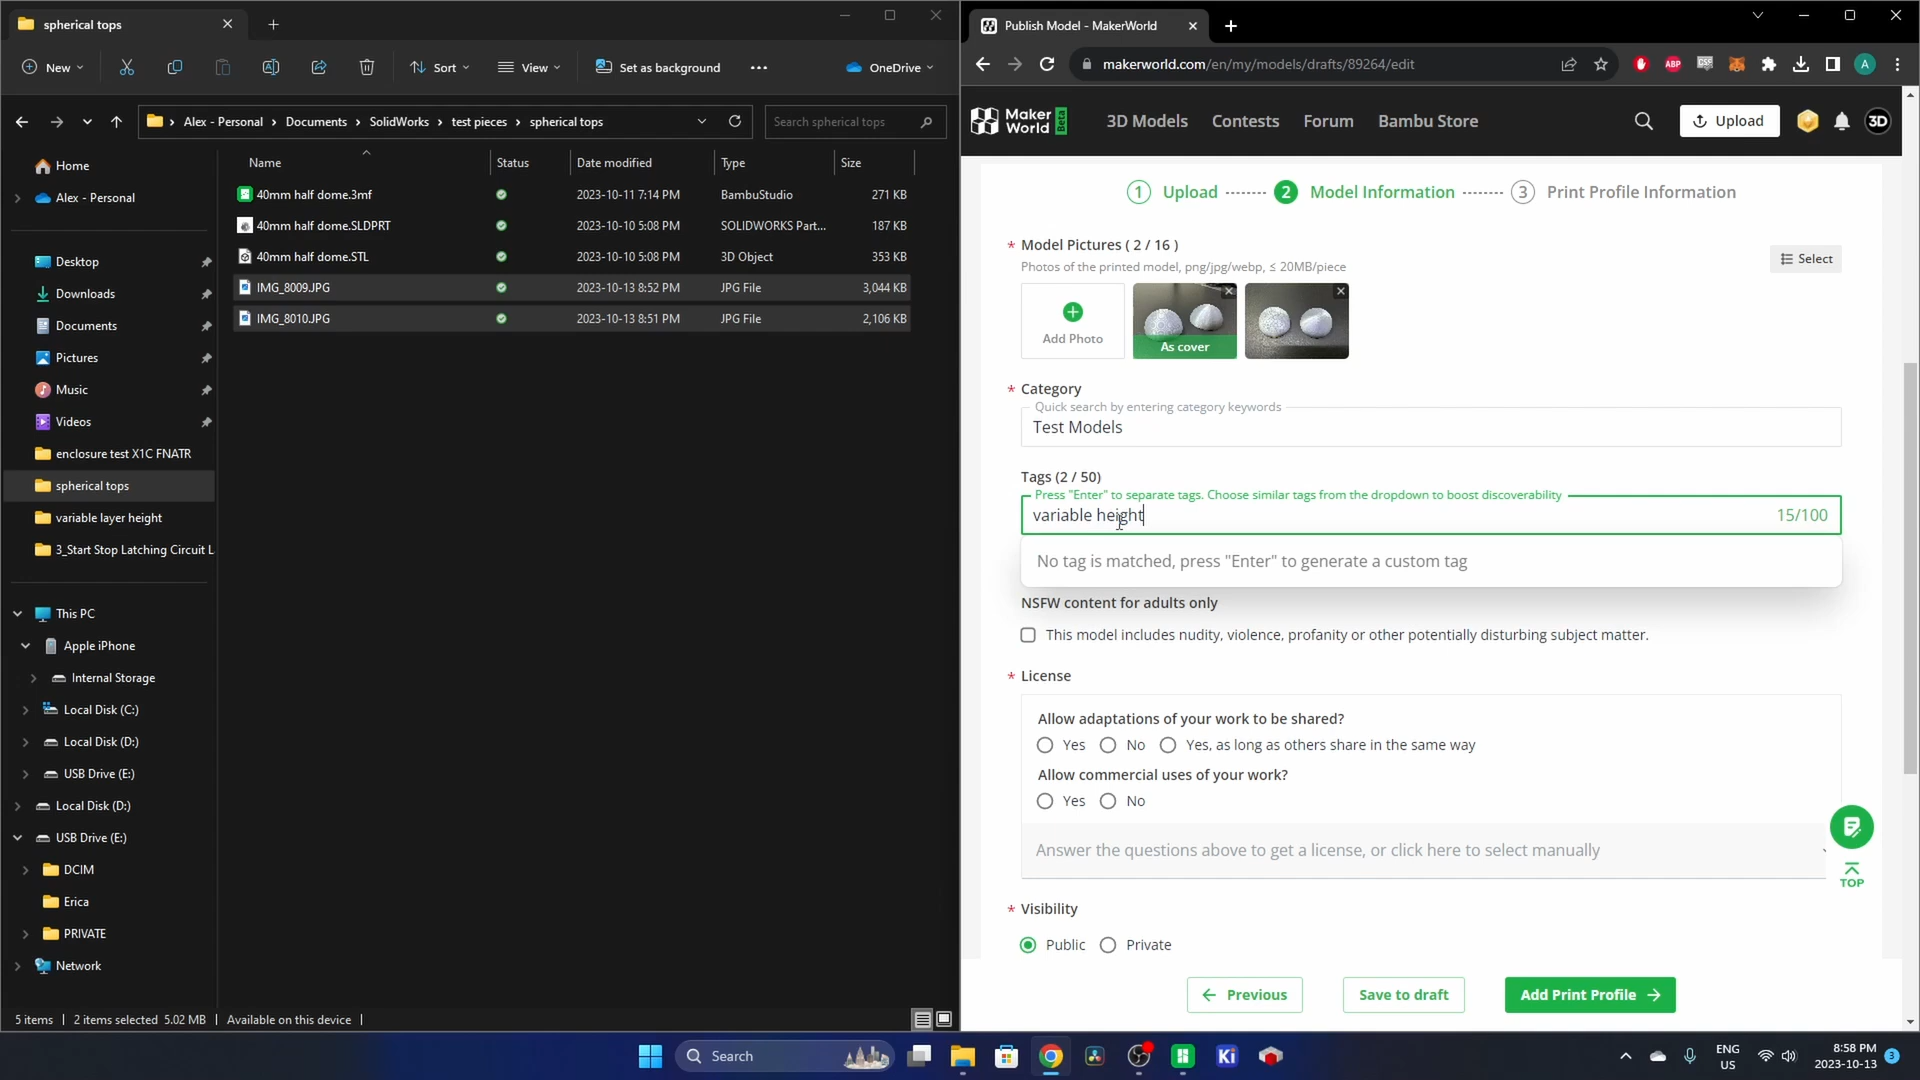 spherical tops
New
Sort
View
Set as background
OneDrive
Alex - Personal
Documents
SolidWorks
test pieces
spherical tops
Search spherical tops
Home
Alex - Personal
Desktop
Downloads
Documents
Pictures
Music
Videos
enclosure test X1C FNATR
spherical tops
variable layer height
3_Start Stop Latching Circuit L
This PC
Apple iPhone
Internal Storage
Local Disk (C:)
Local Disk (D:)
USB Drive (E:)
Local Disk (D:)
USB Drive (E:)
DCIM
Erica
PRIVATE
Network
Name Status Date modified Type Size
40mm half dome.3mf 2023-10-11 7:14 PM BambuStudio 271 KB
40mm half dome.SLDPRT 2023-10-10 5:08 PM SOLIDWORKS Part... 187 KB
40mm half dome.STL 2023-10-10 5:08 PM 3D Object 353 KB
IMG_8009.JPG 2023-10-13 8:52 PM JPG File 3,044 KB
IMG_8010.JPG 2023-10-13 8:51 PM JPG File 2,106 KB
5 items 2 items selected 5.02 MB Available on this device
Publish Model - MakerWorld
makerworld.com/en/my/models/drafts/89264/edit
ABP
A
Maker
World
Beta
3D Models Contests Forum Bambu Store
Upload
3D
1 Upload 2 Model Information 3 Print Profile Information
* Model Pictures ( 2 / 16 )
Photos of the printed model, png/jpg/webp, ≤ 20MB/piece
Select
Add Photo
As cover
* Category
Quick search by entering category keywords
Test Models
Tags (2 / 50)
Press "Enter" to separate tags. Choose similar tags from the dropdown to boost discoverability
variable height
15/100
No tag is matched, press "Enter" to generate a custom tag
NSFW content for adults only
This model includes nudity, violence, profanity or other potentially disturbing subject matter.
* License
Allow adaptations of your work to be shared?
Yes No Yes, as long as others share in the same way
Allow commercial uses of your work?
Yes No
Answer the questions above to get a license, or click here to select manually
TOP
* Visibility
Public Private
Previous
Save to draft
Add Print Profile
Search
Ki
ENG
US
8:58 PM
2023-10-13
3